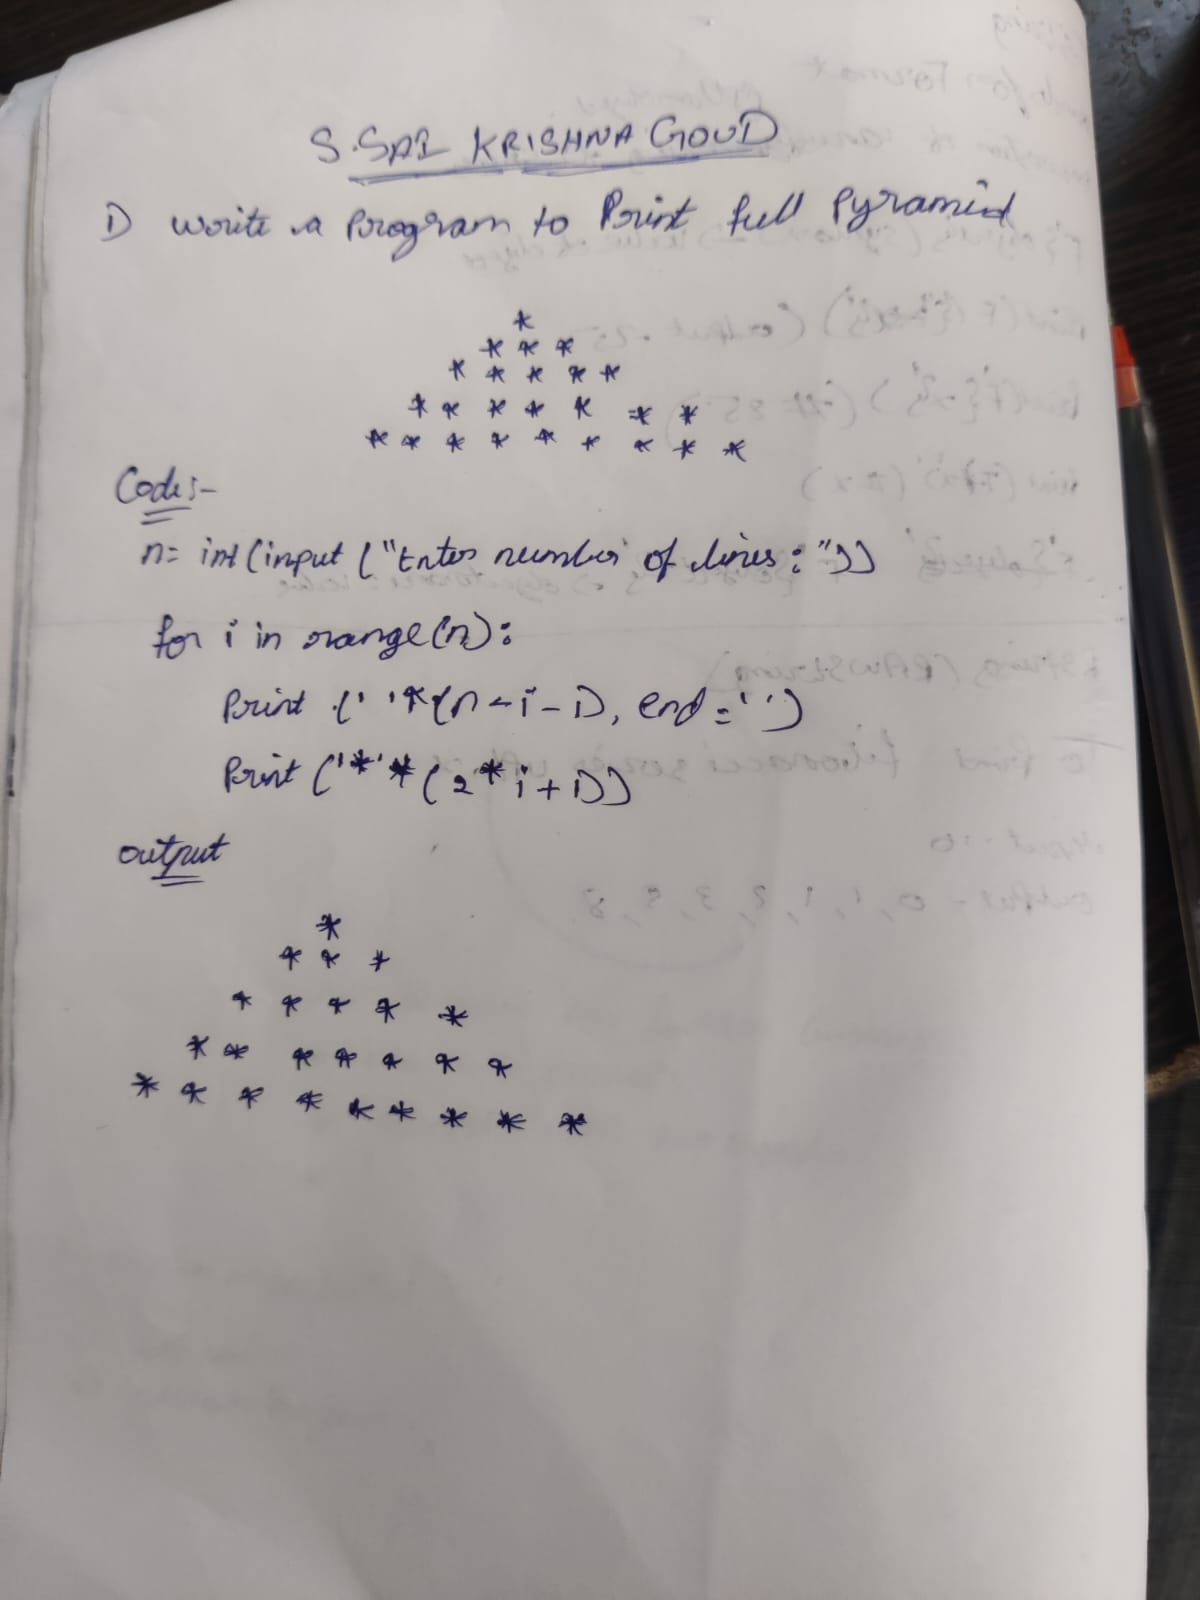 S.SAI KRISHNA GOUD
1) write a program to Print full Pyramid
*
* * *
* * * * *
* * * * * * *
* * * * * * * * *
Code:-
n= int(input("Enter number of lines:"))
for i in range(n):
Print (' '*(n-i-1), end='')
Print ('*'*(2*i+1))
output
*
* * *
* * * * *
* * * * * * *
* * * * * * * * *